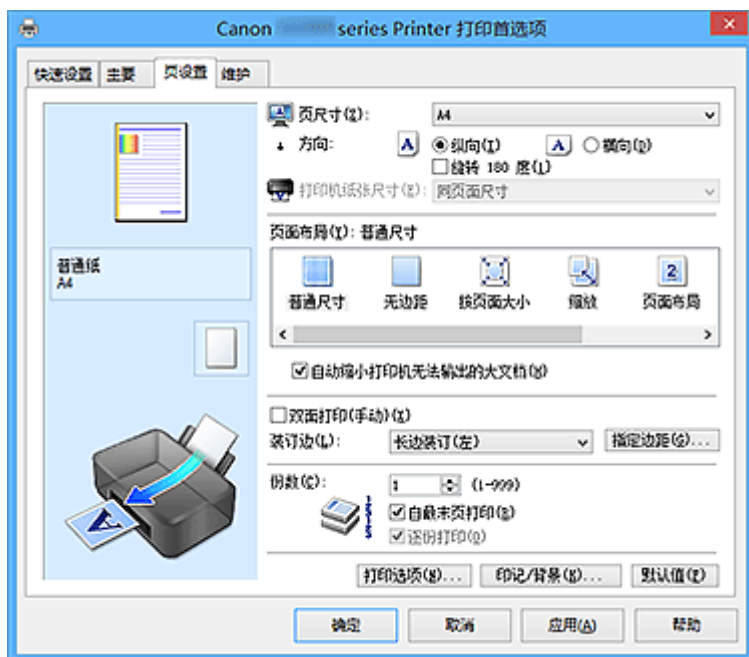 Canon series Printer 打印首选项
快速设置 主要 页设置 维护
页尺寸(Z): A4
方向: A 纵向(T) A 横向(D)
旋转 180 度(L)
打印机纸张尺寸(E): 同页面尺寸
页面布局(Y): 普通尺寸
普通纸
A4
普通尺寸 无边距 按页面大小 缩放 页面布局
自动缩小打印机无法输出的大文档(N)
双面打印(手动)(X)
装订边(L): 长边装订(左) 指定边距(G)...
份数(C): 1 (1-999)
自最末页打印(B)
逐份打印(O)
打印选项(N)... 印记/背景(K)... 默认值(F)
确定 取消 应用(A) 帮助